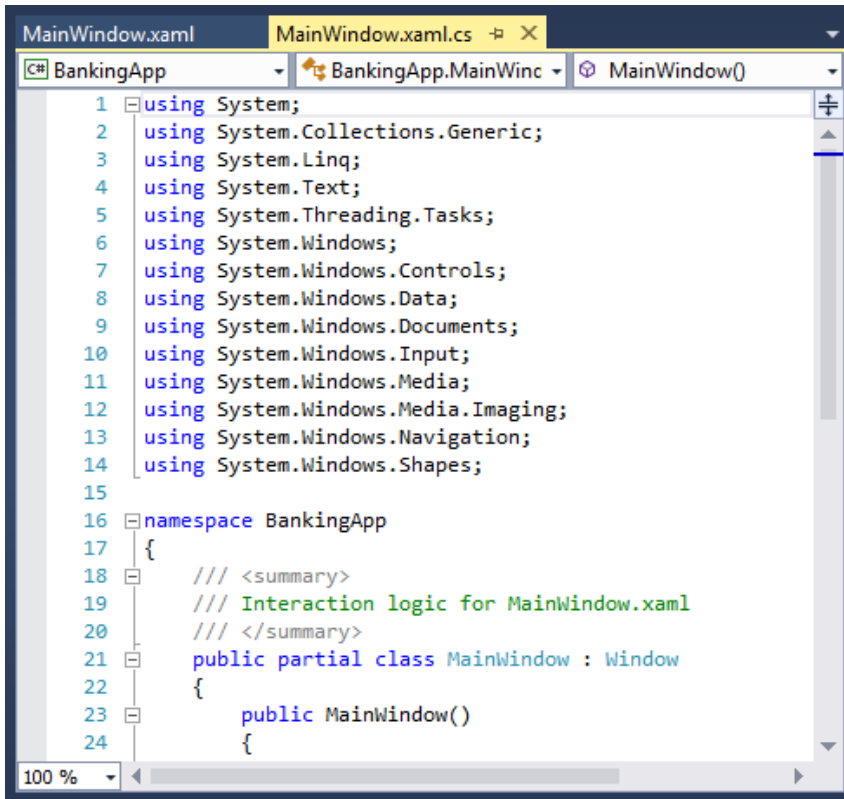 MainWindow.xaml MainWindow.xaml.cs
C# BankingApp BankingApp.MainWinc MainWindow()
1 using System;
2 using System.Collections.Generic;
3 using System.Linq;
4 using System.Text;
5 using System.Threading.Tasks;
6 using System.Windows;
7 using System.Windows.Controls;
8 using System.Windows.Data;
9 using System.Windows.Documents;
10 using System.Windows.Input;
11 using System.Windows.Media;
12 using System.Windows.Media.Imaging;
13 using System.Windows.Navigation;
14 using System.Windows.Shapes;
15
16 namespace BankingApp
17 {
18 /// <summary>
19 /// Interaction logic for MainWindow.xaml
20 /// </summary>
21 public partial class MainWindow : Window
22 {
23 public MainWindow()
24 {
100 %